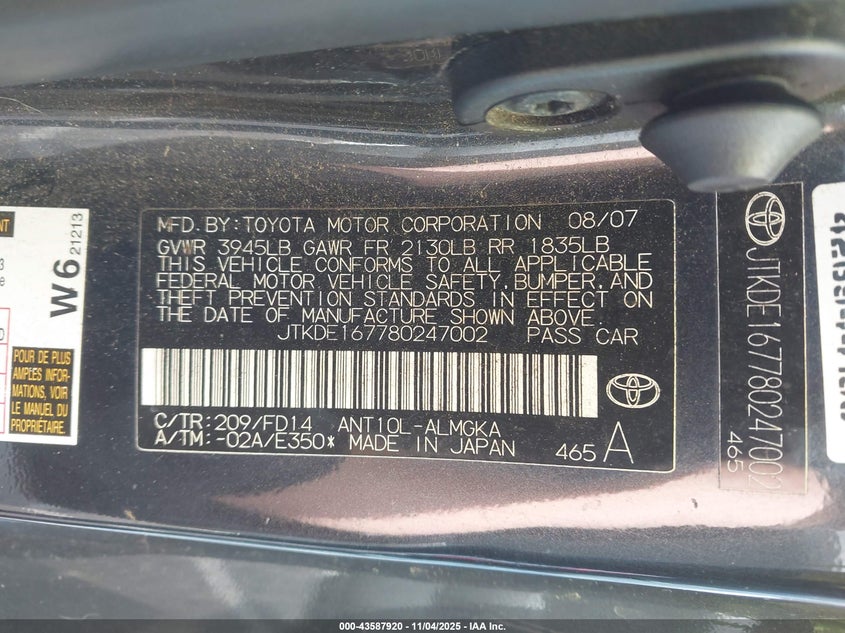 MFD. BY: TOYOTA MOTOR CORPORATION 08/07
GVWR 3945LB GAWR FR 2130LB RR 1835LB
THIS VEHICLE CONFORMS TO ALL APPLICABLE
FEDERAL MOTOR VEHICLE SAFETY, BUMPER, AND
THEFT PREVENTION STANDARDS IN EFFECT ON
THE DATE OF MANUFACTURE SHOWN ABOVE.
JTKDE167780247002 PASS CAR
C/TR: 209/FD14 ANT10L-ALMGKA
A/TM: -02A/E350* MADE IN JAPAN 465 A
JTKDE167780247002
465
W6
21213
POUR DE PLUS
AMPLES INFOR-
MATIONS, VOIR
LE MANUEL DU
PROPRIÉTAIRE
000-43587920 - 11/04/2025 - IAA Inc.